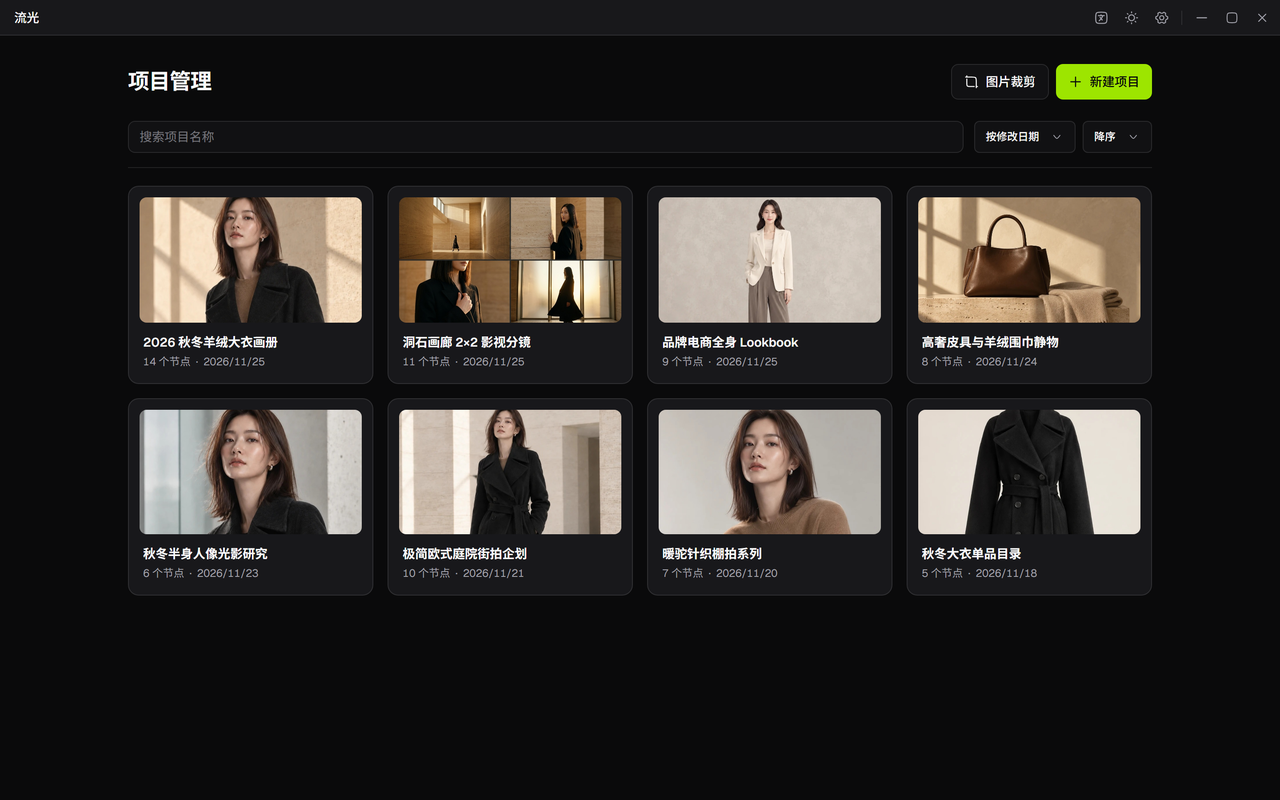 流光
项目管理
图片裁剪
新建项目
搜索项目名称
按修改日期
降序
2026 秋冬羊绒大衣画册
14 个节点 · 2026/11/25
洞石画廊 2×2 影视分镜
11 个节点 · 2026/11/25
品牌电商全身 Lookbook
9 个节点 · 2026/11/25
高奢皮具与羊绒围巾静物
8 个节点 · 2026/11/24
秋冬半身人像光影研究
6 个节点 · 2026/11/23
极简欧式庭院街拍企划
10 个节点 · 2026/11/21
暖驼针织棚拍系列
7 个节点 · 2026/11/20
秋冬大衣单品目录
5 个节点 · 2026/11/18